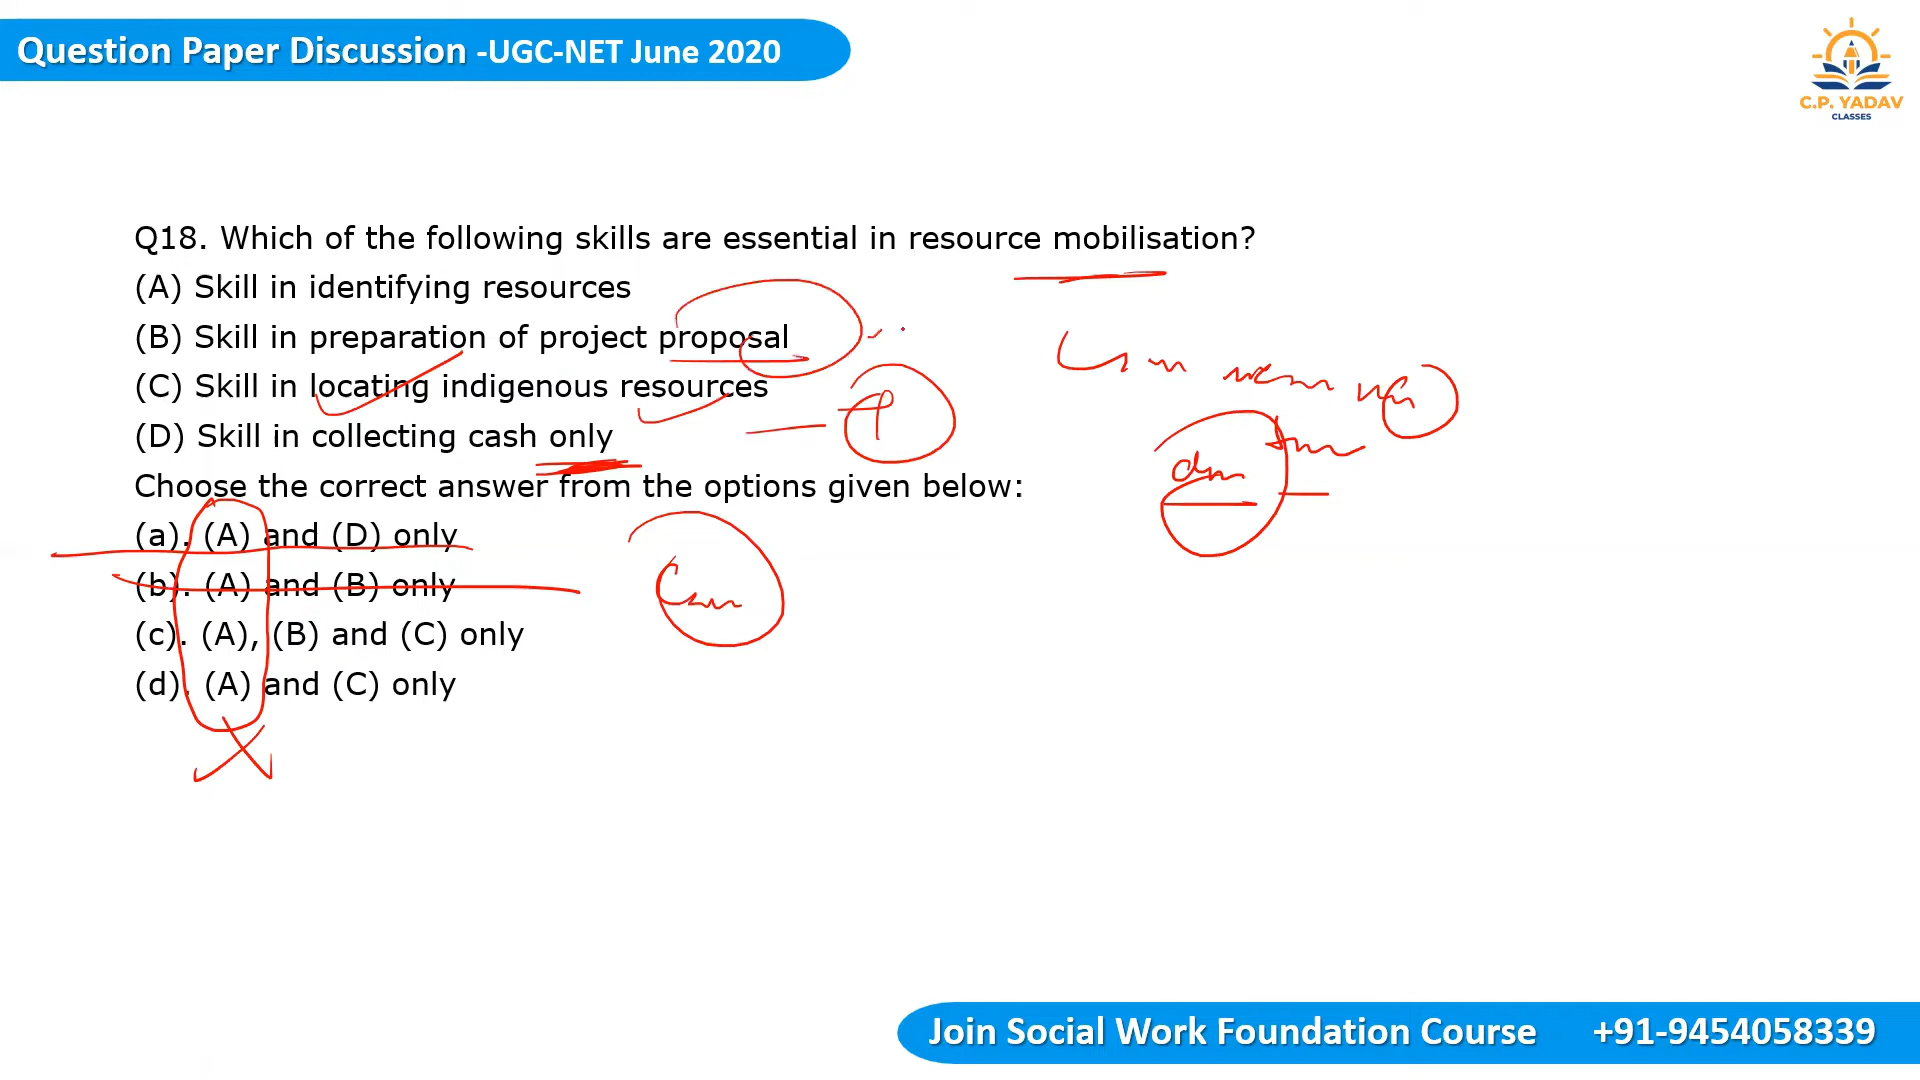 Question Paper Discussion -UGC-NET June 2020
C.P. YADAV
CLASSES
Q18. Which of the following skills are essential in resource mobilisation?
(A) Skill in identifying resources
(B) Skill in preparation of project proposal
(C) Skill in locating indigenous resources
(D) Skill in collecting cash only
Choose the correct answer from the options given below:
(a). (A) and (D) only
(b). (A) and (B) only
(c). (A), (B) and (C) only
(d). (A) and (C) only
Join Social Work Foundation Course +91-9454058339